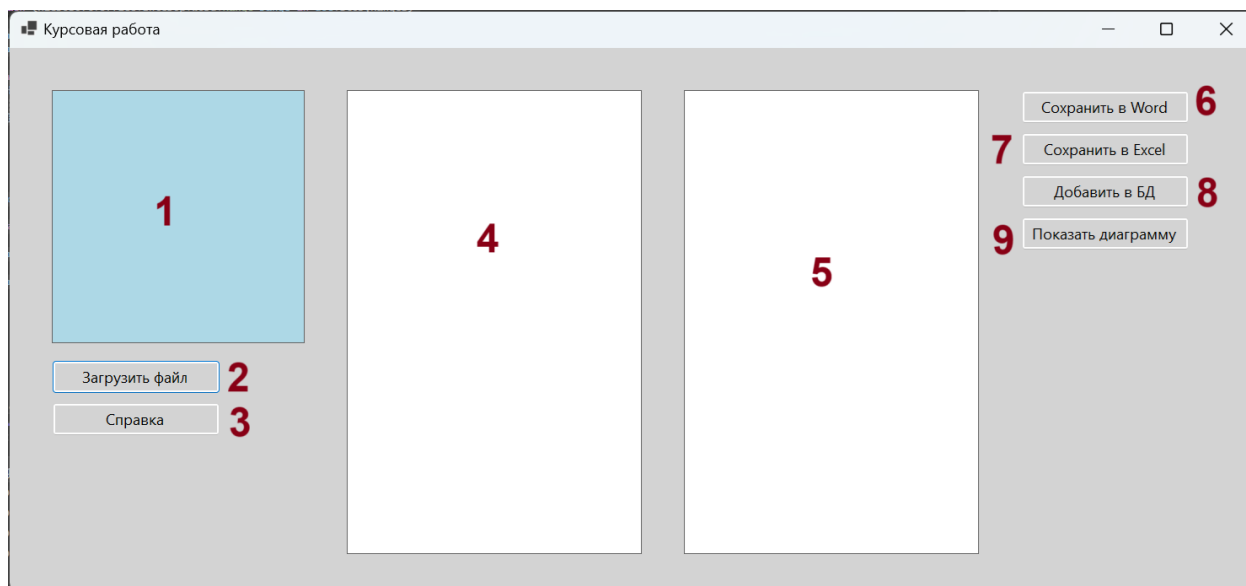 Курсовая работа
1
4
5
Сохранить в Word 6
7 Сохранить в Excel
Добавить в БД 8
9 Показать диаграмму
Загрузить файл 2
Справка 3